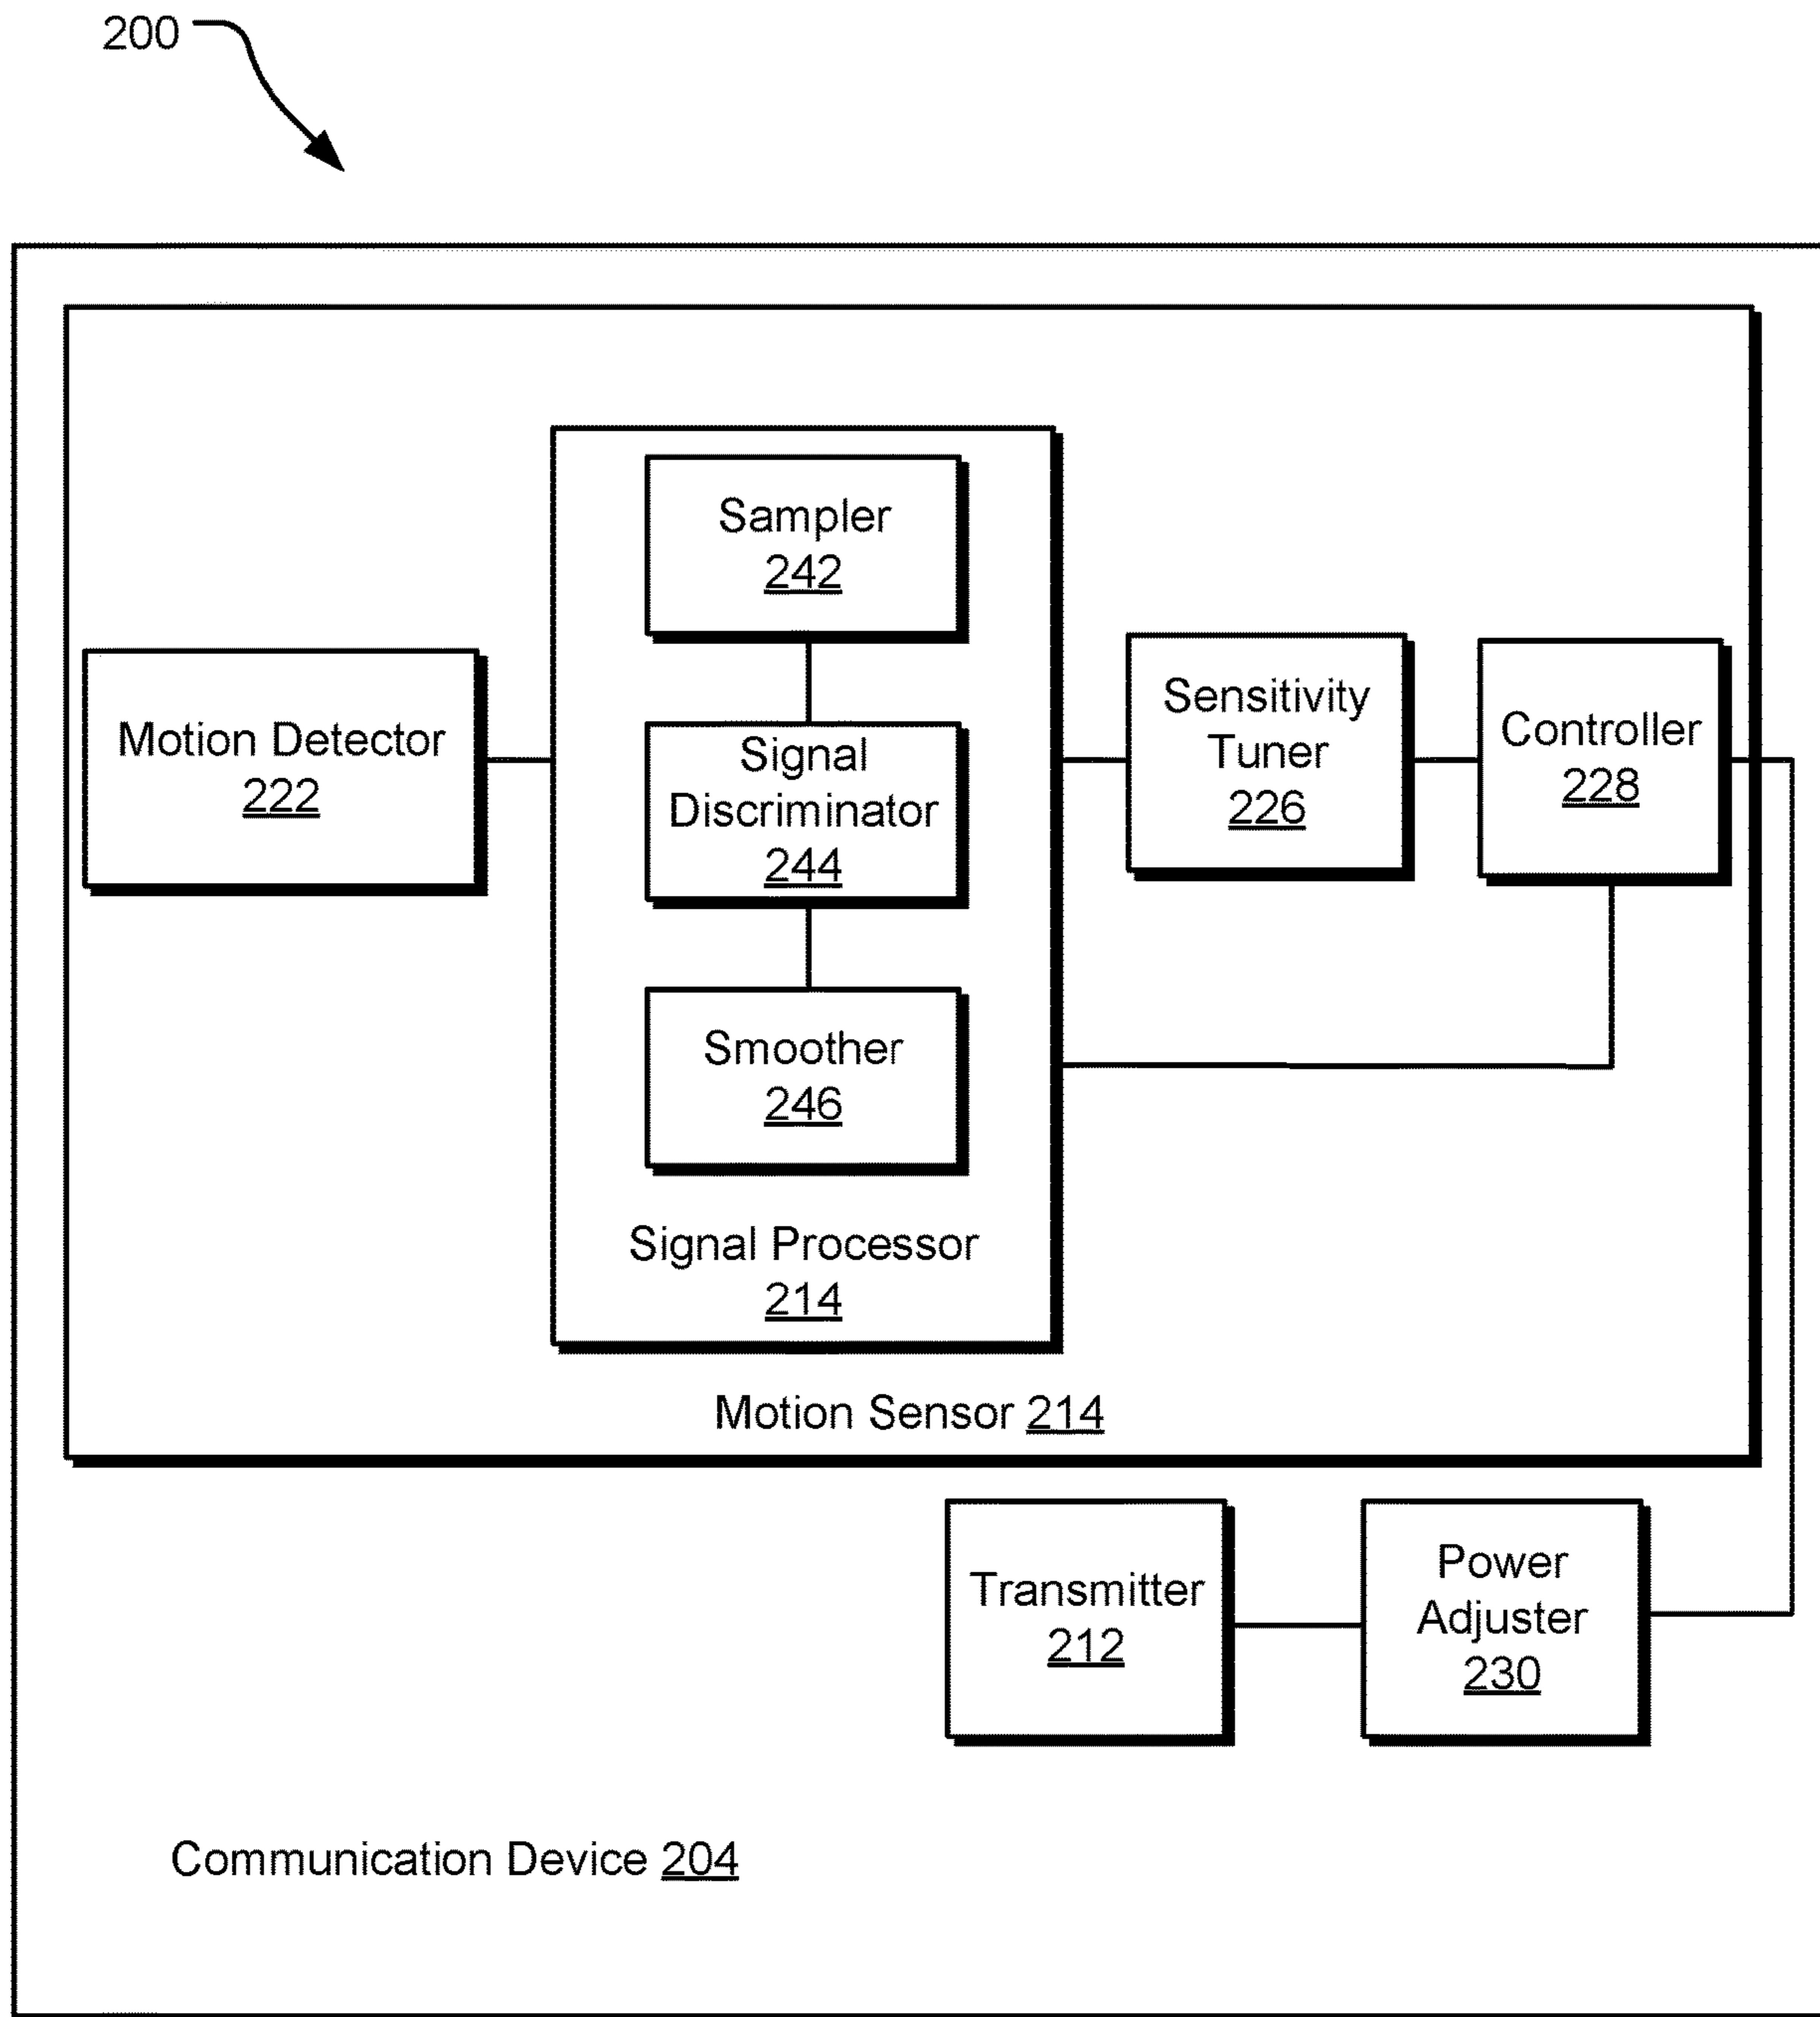 200
Sampler
242
Motion Detector
222
Signal
Discriminator
244
Sensitivity
Tuner
226
Controller
228
Smoother
246
Signal Processor
214
Motion Sensor 214
Transmitter
212
Power
Adjuster
230
Communication Device 204